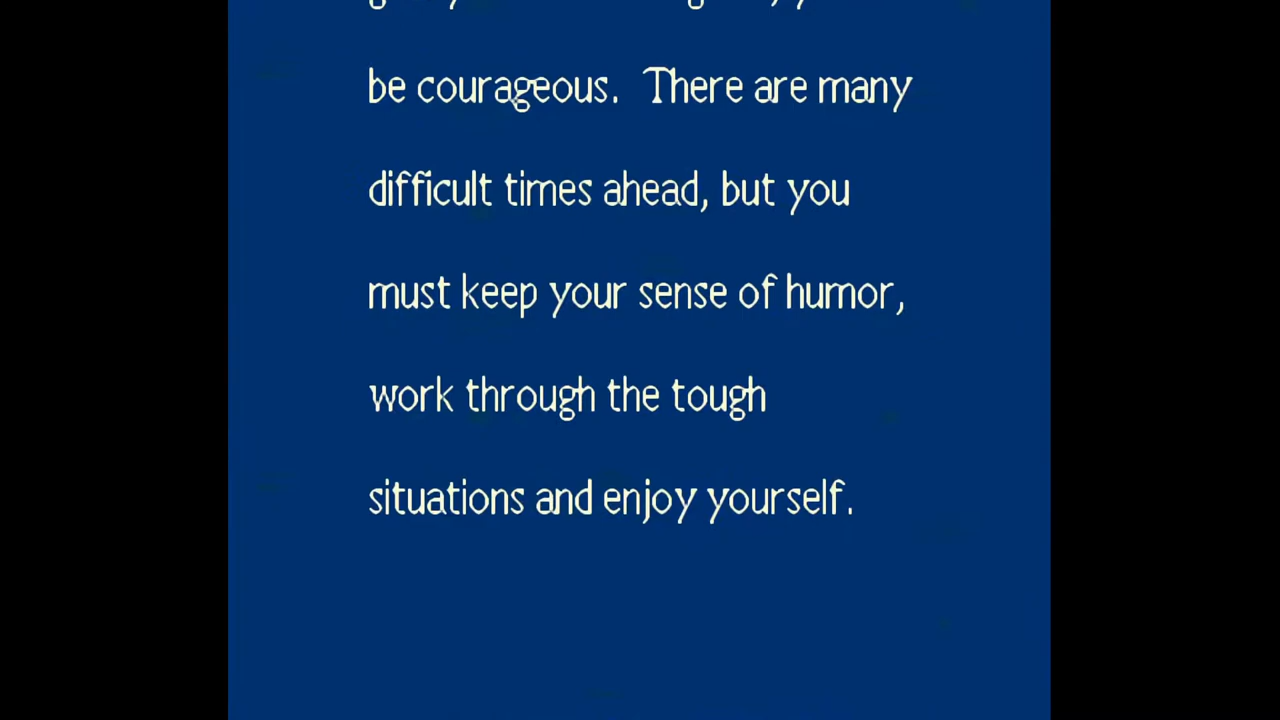 be courageous.  There are many
difficult times ahead, but you
must keep your sense of humor,
work through the tough
situations and enjoy yourself.